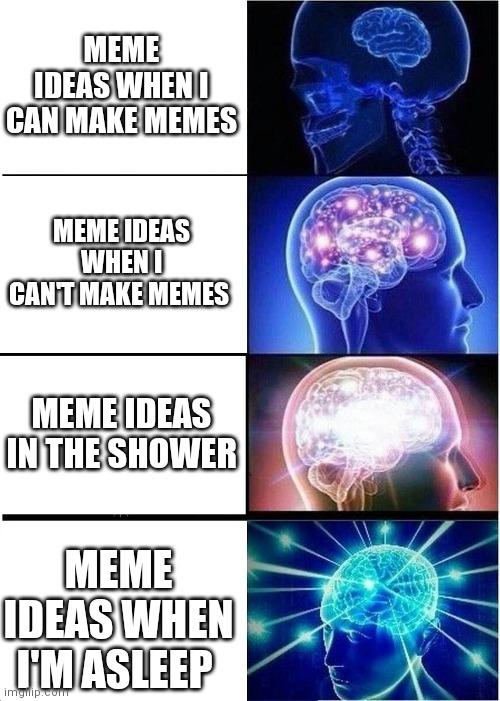 MEME
IDEAS WHEN I
CAN MAKE MEMES
MEME IDEAS
WHEN I
CAN'T MAKE MEMES
MEME IDEAS
IN THE SHOWER
MEME
IDEAS WHEN
I'M ASLEEP
imgflip.com